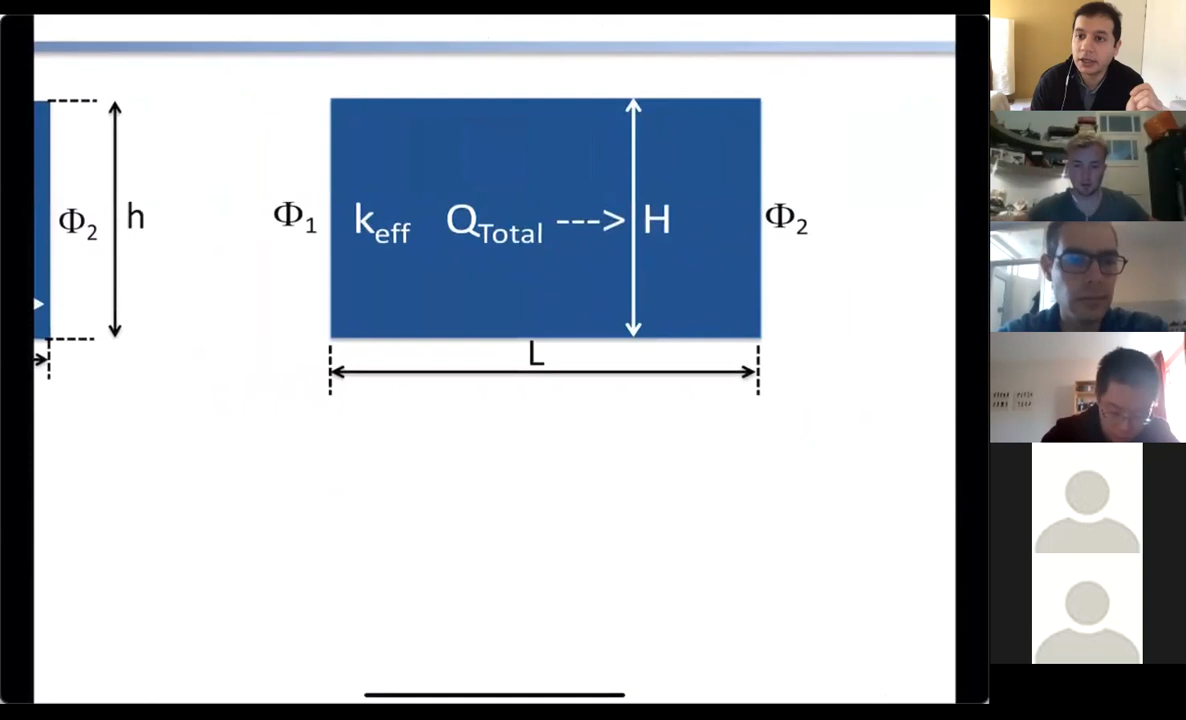 Φ2
h
Φ1
keff QTotal --->
H
Φ2
L